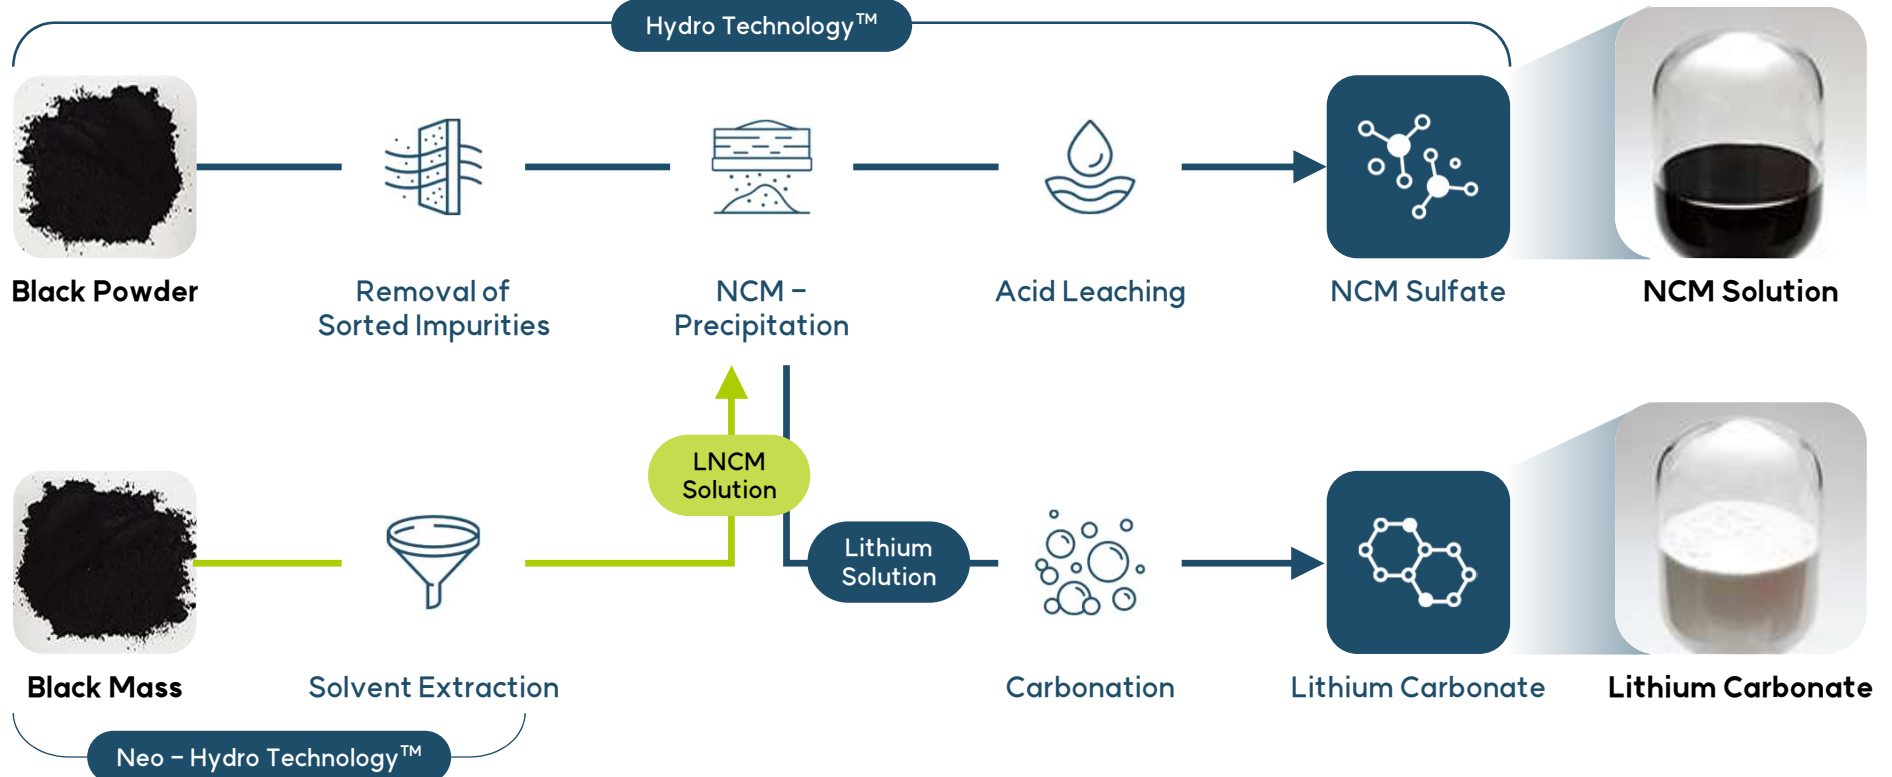 Hydro Technology™
Black Powder
Removal of
Sorted Impurities
NCM –
Precipitation
Acid Leaching
NCM Sulfate
NCM Solution
LNCM
Solution
Lithium
Solution
Black Mass
Solvent Extraction
Carbonation
Lithium Carbonate
Lithium Carbonate
Neo – Hydro Technology™